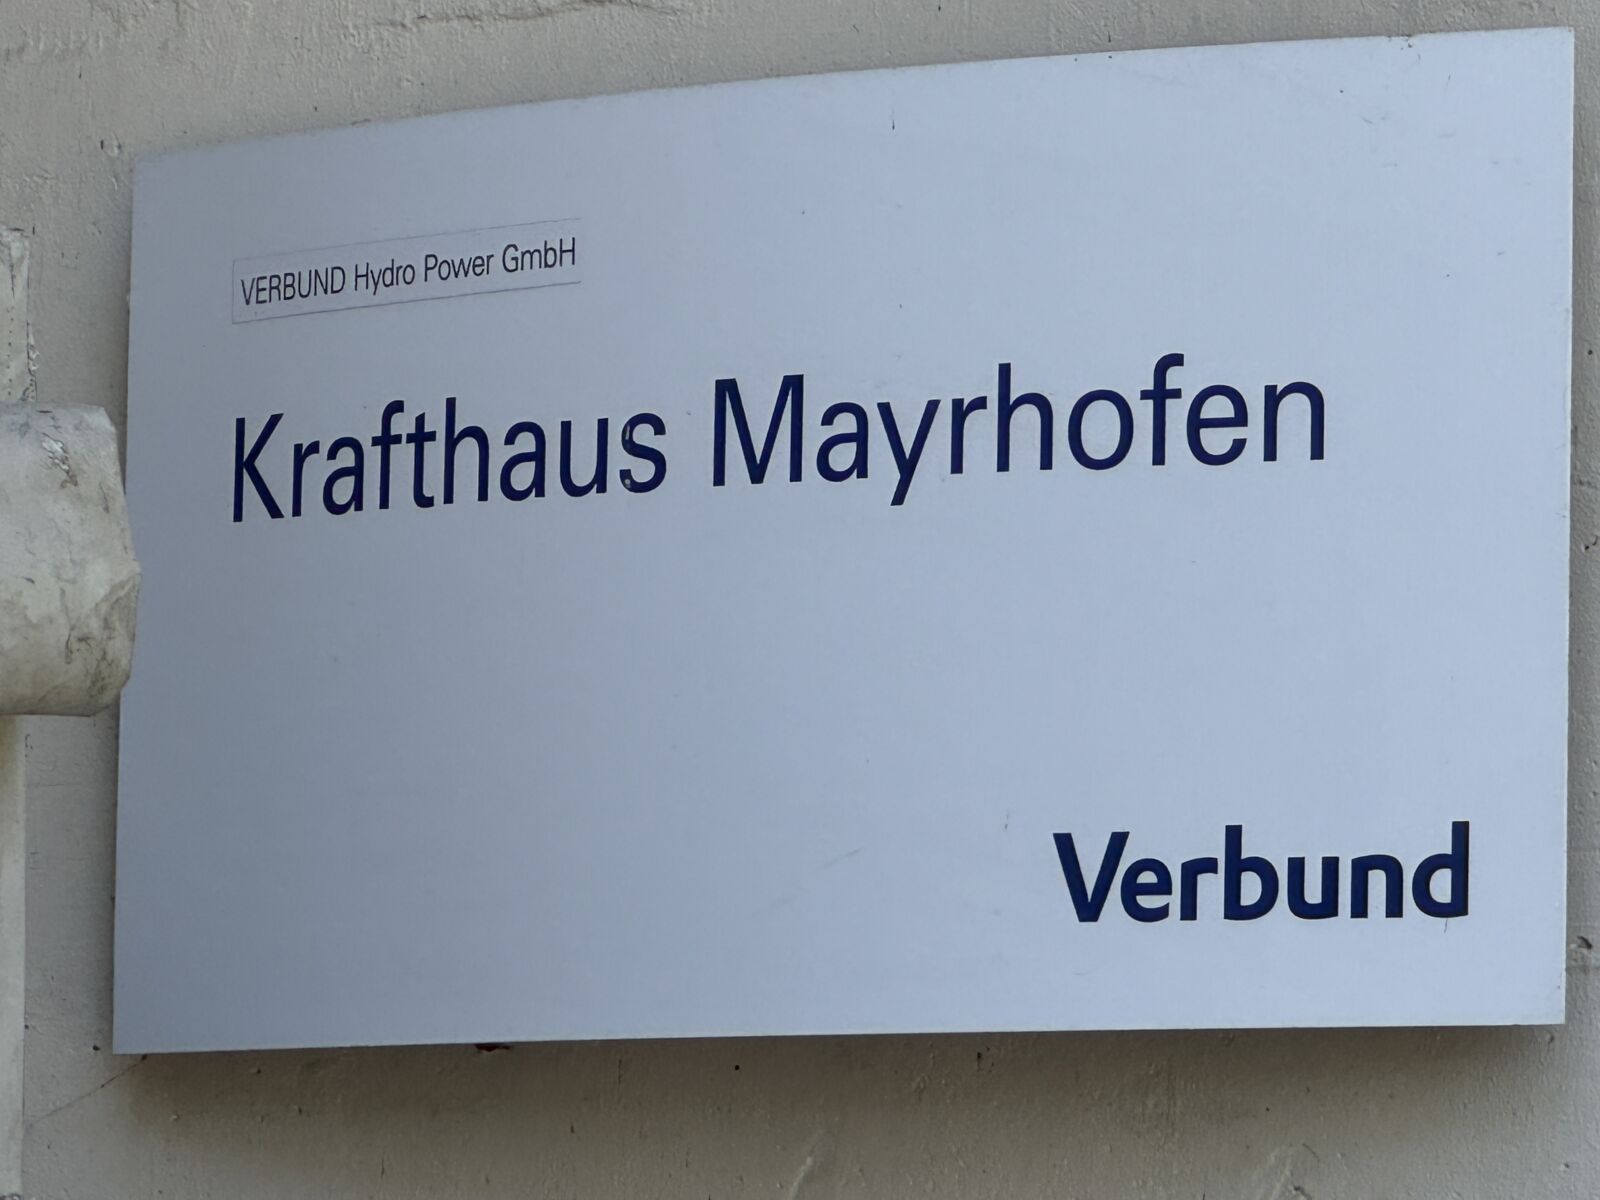 VERBUND Hydro Power GmbH
Krafthaus Mayrhofen
Verbund